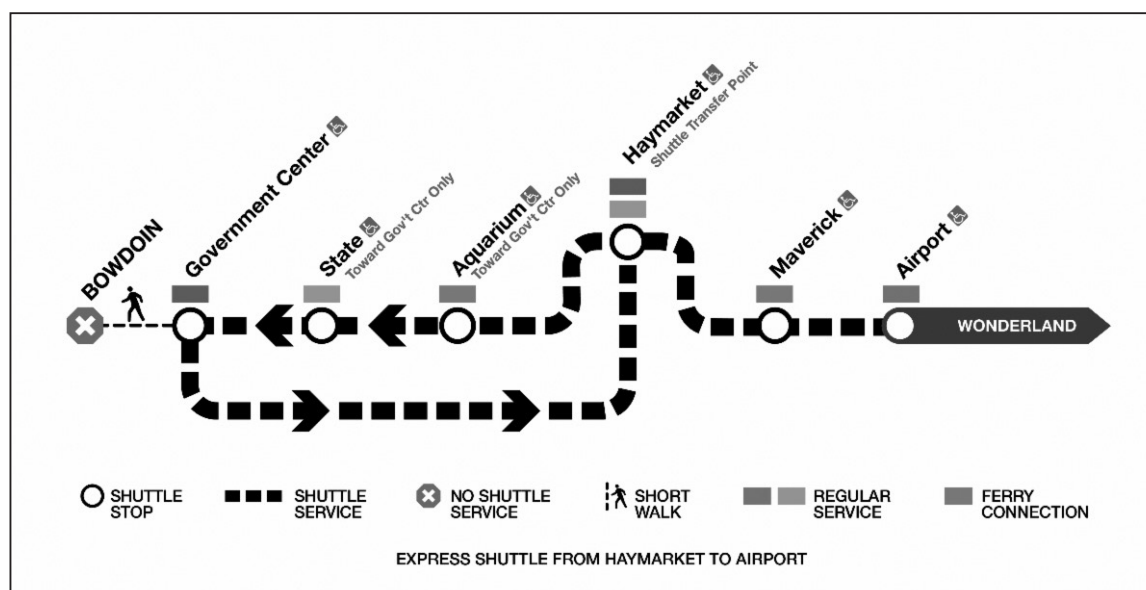 BOWDOIN
Government Center
State
Toward Gov't Ctr Only
Aquarium
Toward Gov't Ctr Only
Haymarket
Shuttle Transfer Point
Maverick
Airport
WONDERLAND
SHUTTLE
STOP
SHUTTLE
SERVICE
NO SHUTTLE
SERVICE
SHORT
WALK
REGULAR
SERVICE
FERRY
CONNECTION
EXPRESS SHUTTLE FROM HAYMARKET TO AIRPORT